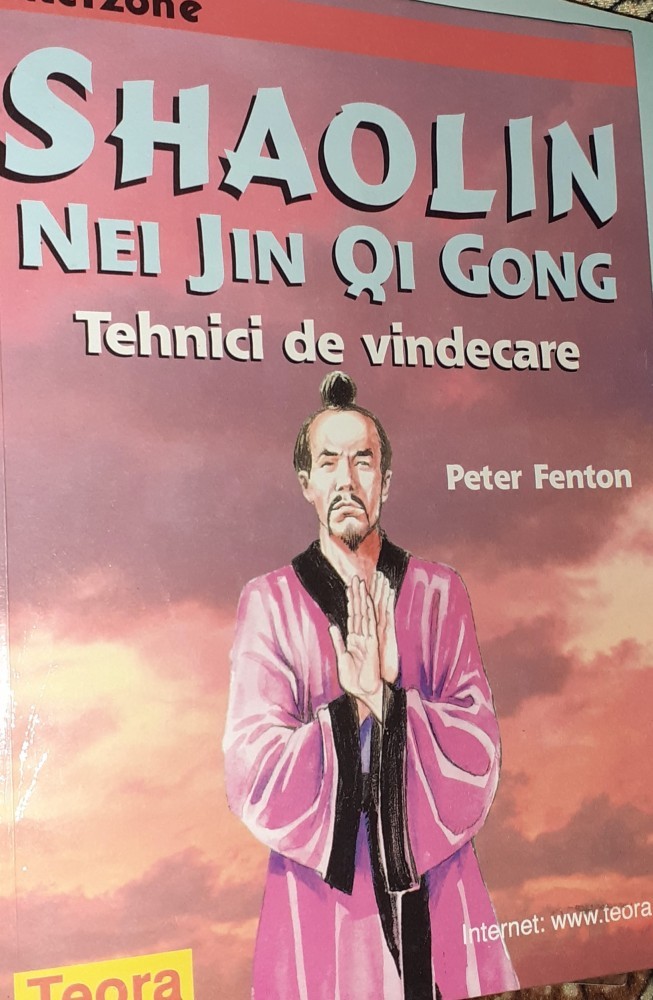 SHAOLIN
NEI JIN QI GONG
Tehnici de vindecare
Peter Fenton
Internet: www.teora
Teora